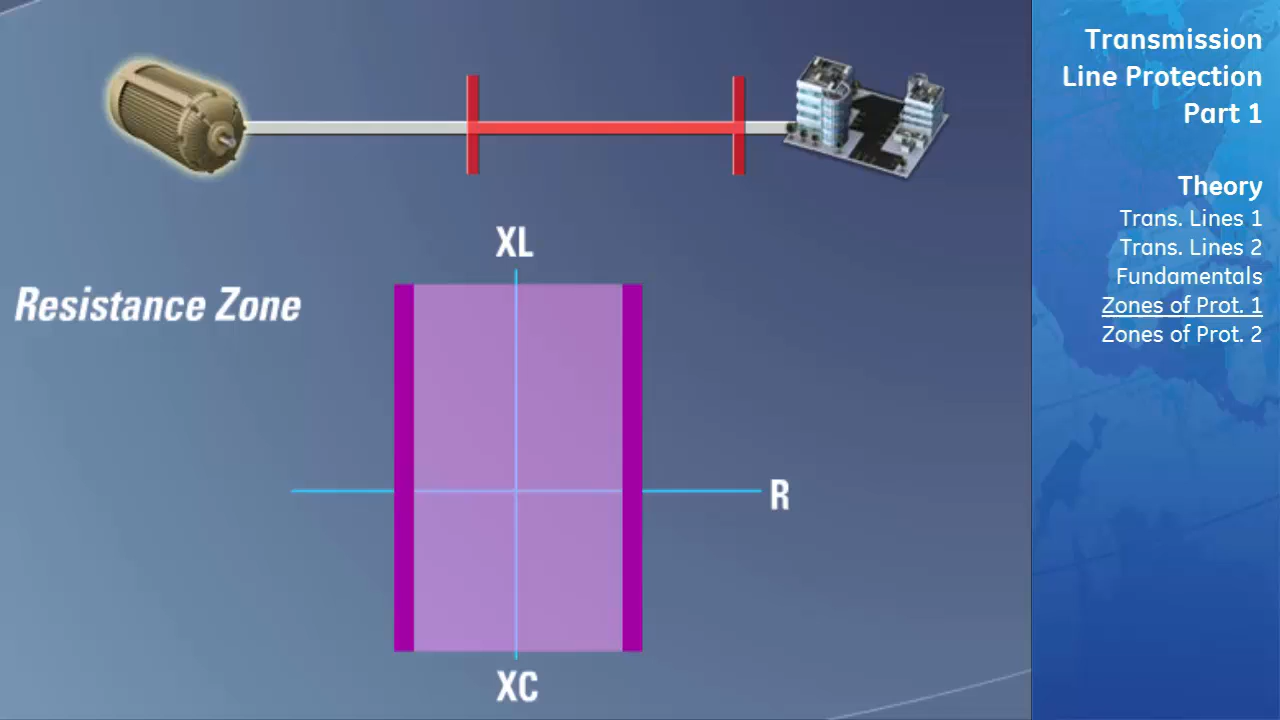 XL
Resistance Zone
R
XC
Transmission
Line Protection
Part 1
Theory
Trans. Lines 1
Trans. Lines 2
Fundamentals
Zones of Prot. 1
Zones of Prot. 2